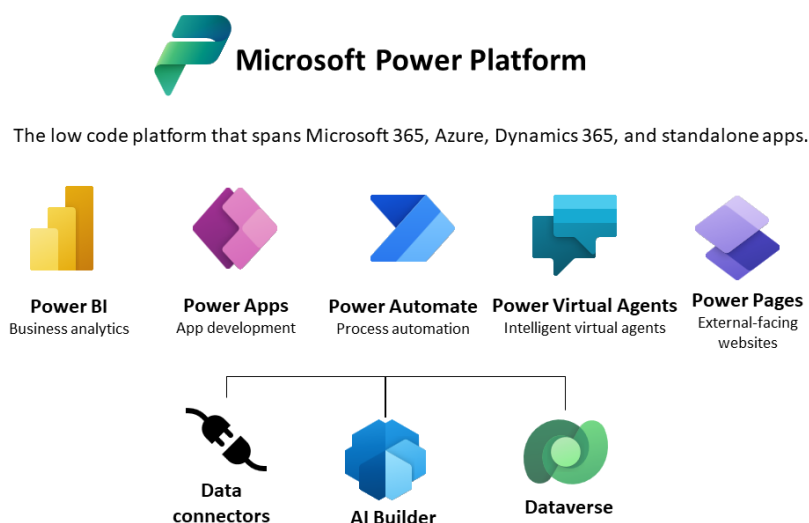 Microsoft Power Platform
The low code platform that spans Microsoft 365, Azure, Dynamics 365, and standalone apps.
Power BI
Business analytics
Power Apps
App development
Power Automate
Process automation
Power Virtual Agents
Intelligent virtual agents
Power Pages
External-facing
websites
Data
connectors
AI Builder
Dataverse